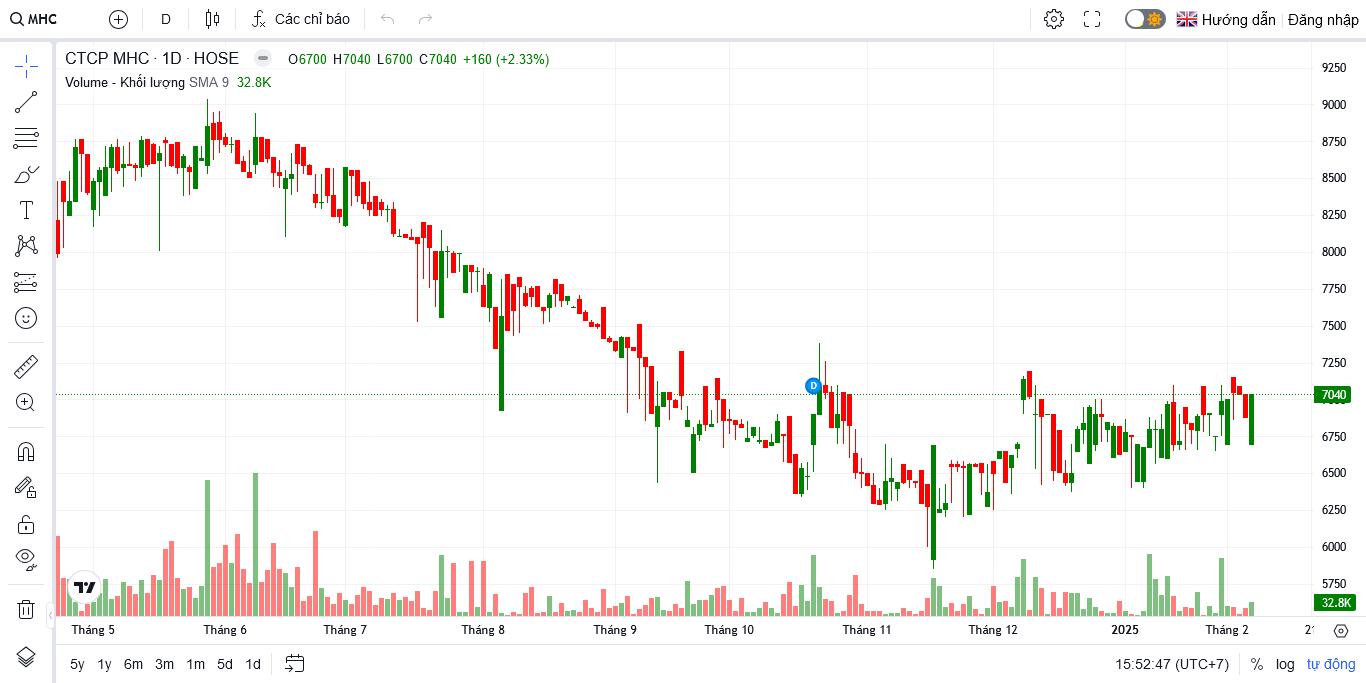 MHC D Các chỉ báo Hướng dẫn Đăng nhập
CTCP MHC · 1D · HOSE O6700 H7040 L6700 C7040 +160 (+2.33%)
Volume - Khối lượng SMA 9 32.8K
9250
9000
8750
8500
8250
8000
7750
7500
7250
D
7040
6750
6500
6250
6000
5750
32.8K
Tháng 5 Tháng 6 Tháng 7 Tháng 8 Tháng 9 Tháng 10 Tháng 11 Tháng 12 2025 Tháng 2
5y 1y 6m 3m 1m 5d 1d 15:52:47 (UTC+7) % log tự động